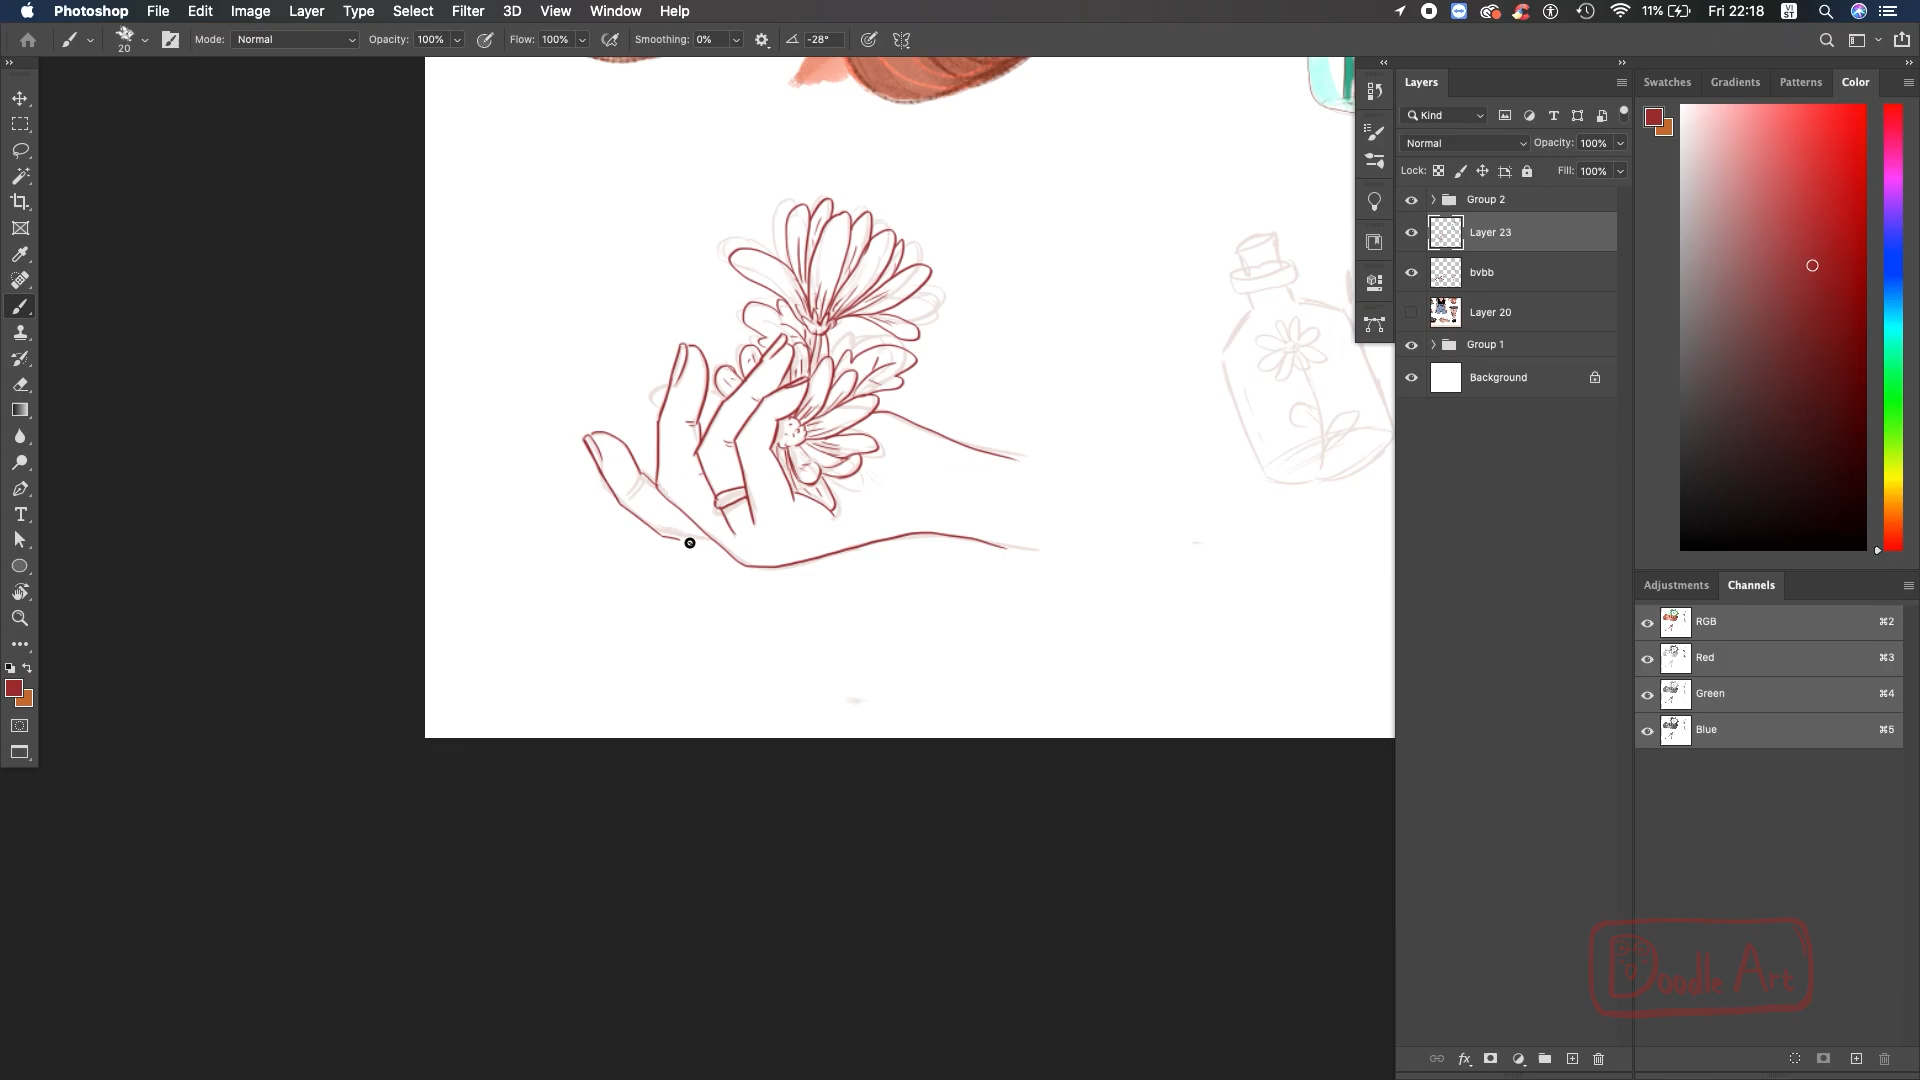 Photoshop File Edit Image Layer Type Select Filter 3D View Window Help 11% Fri 22:18 VI ST
20 Mode: Normal Opacity: 100% Flow: 100% Smoothing: 0% -28°
Layers
Kind
Normal Opacity: 100%
Lock: Fill: 100%
Group 2
Layer 23
bvbb
Layer 20
Group 1
Background
Swatches Gradients Patterns Color
Adjustments Channels
RGB ⌘2
Red ⌘3
Green ⌘4
Blue ⌘5
T
Doodle Art